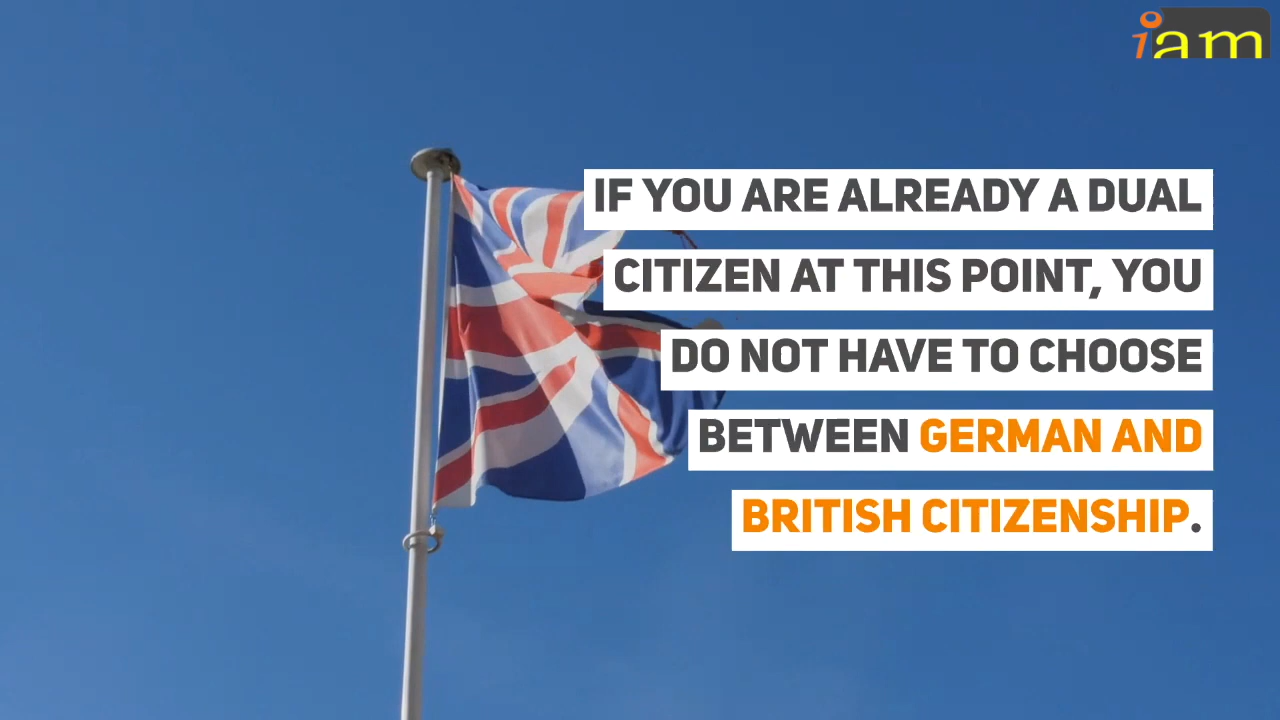 iam
IF YOU ARE ALREADY A DUAL
CITIZEN AT THIS POINT, YOU
DO NOT HAVE TO CHOOSE
BETWEEN GERMAN AND
BRITISH CITIZENSHIP.